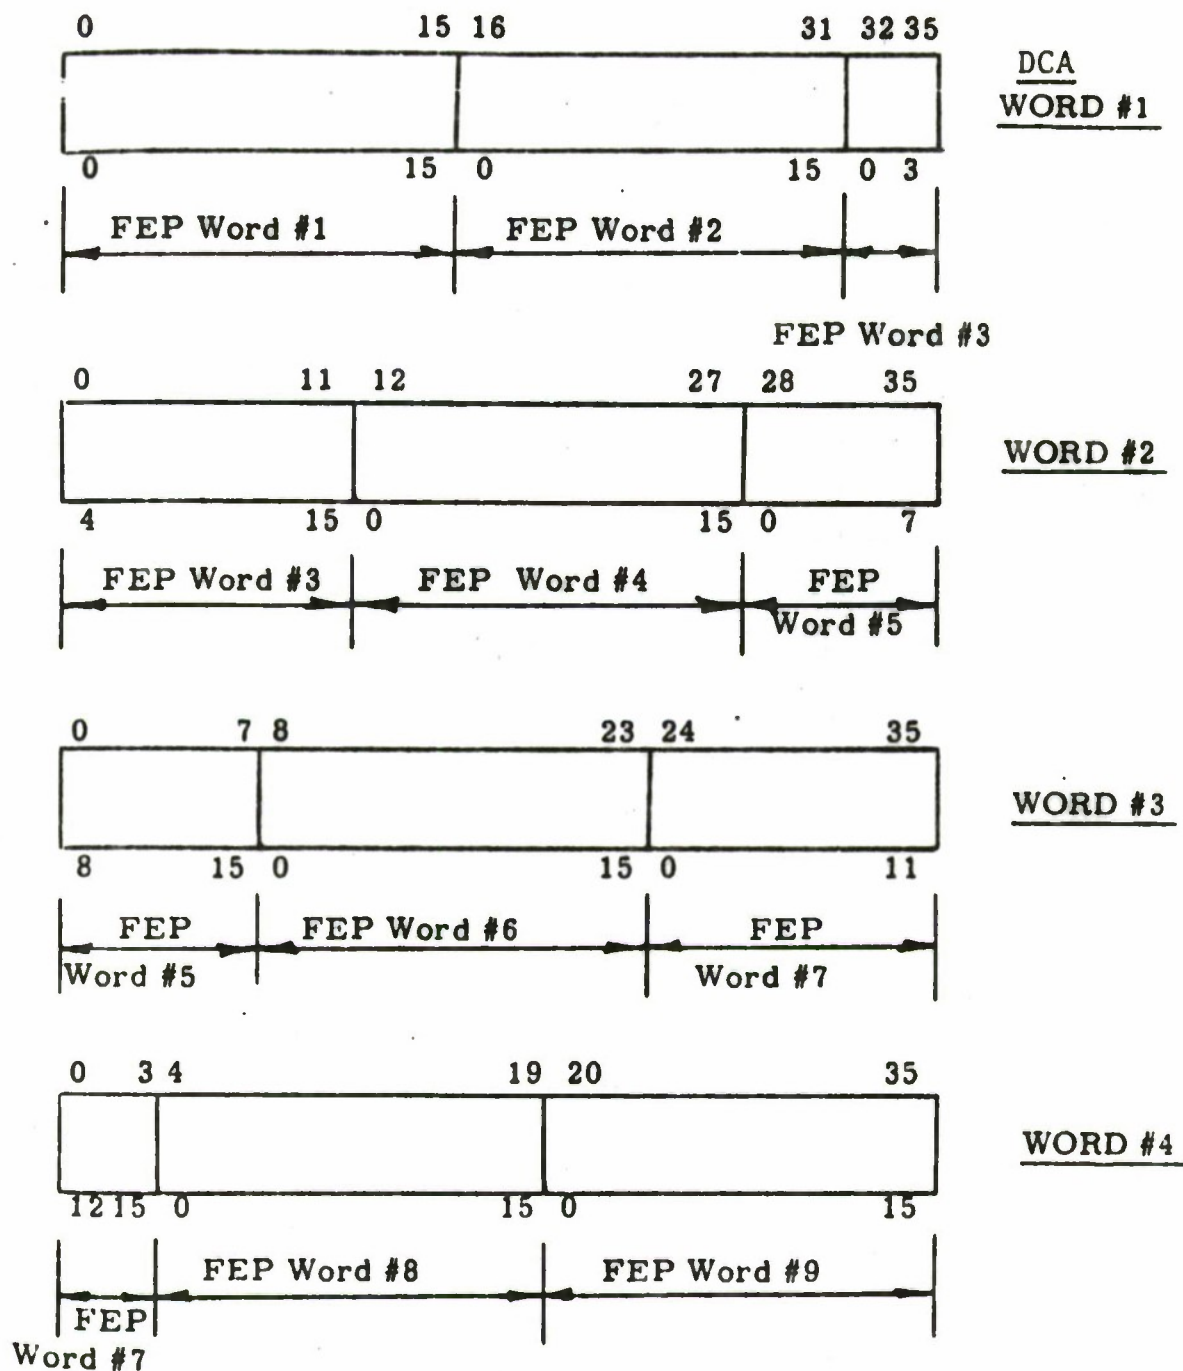 0 15 16 31 32 35
DCA
WORD #1
0 15 0 15 0 3
FEP Word #1 FEP Word #2
FEP Word #3
0 11 12 27 28 35
WORD #2
4 15 0 15 0 7
FEP Word #3 FEP Word #4 FEP
Word #5
0 7 8 23 24 35
WORD #3
8 15 0 15 0 11
FEP FEP Word #6 FEP
Word #5 Word #7
0 3 4 19 20 35
WORD #4
12 15 0 15 0 15
FEP Word #8 FEP Word #9
FEP
Word #7